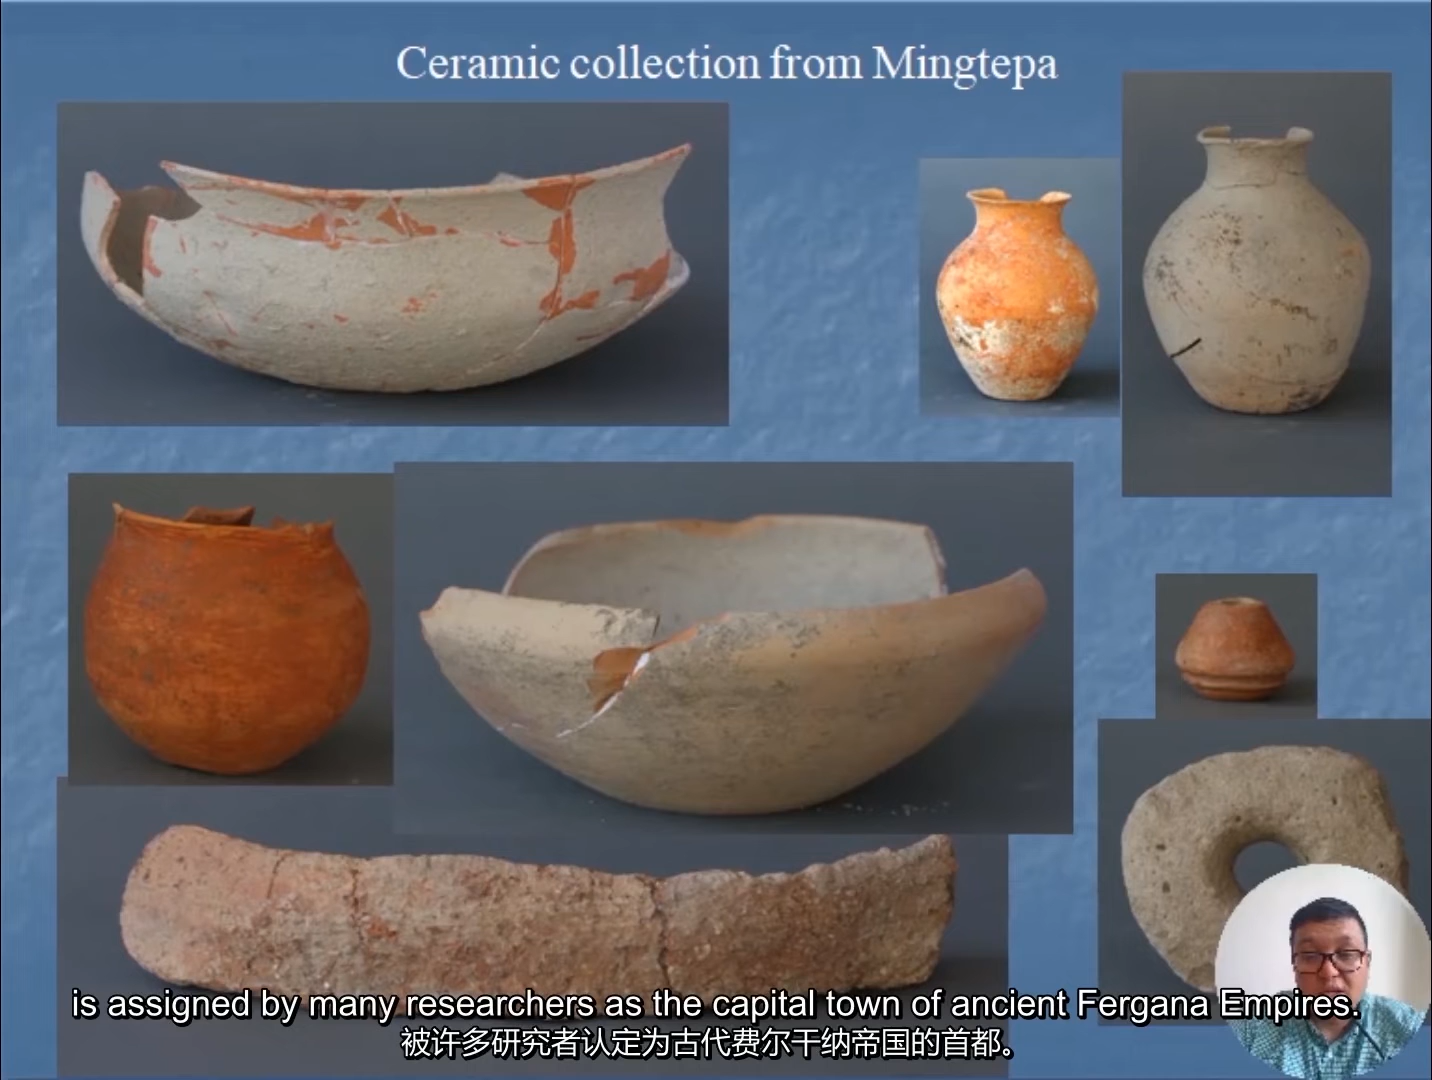 Ceramic collection from Mingtepa
is assigned by many researchers as the capital town of ancient Fergana Empires.
被许多研究者认定为古代费尔干纳帝国的首都。